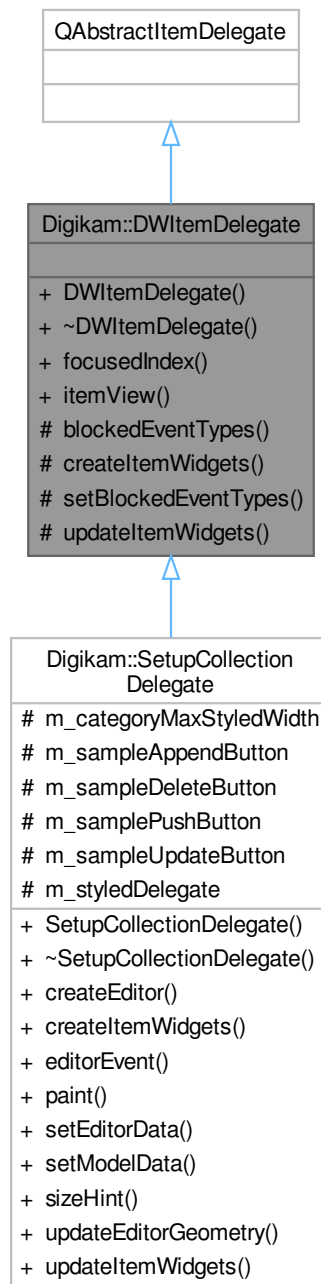 QAbstractItemDelegate
Digikam::DWItemDelegate
+ DWItemDelegate()
+ ~DWItemDelegate()
+ focusedIndex()
+ itemView()
# blockedEventTypes()
# createItemWidgets()
# setBlockedEventTypes()
# updateItemWidgets()
Digikam::SetupCollection
Delegate
# m_categoryMaxStyledWidth
# m_sampleAppendButton
# m_sampleDeleteButton
# m_samplePushButton
# m_sampleUpdateButton
# m_styledDelegate
+ SetupCollectionDelegate()
+ ~SetupCollectionDelegate()
+ createEditor()
+ createItemWidgets()
+ editorEvent()
+ paint()
+ setEditorData()
+ setModelData()
+ sizeHint()
+ updateEditorGeometry()
+ updateItemWidgets()